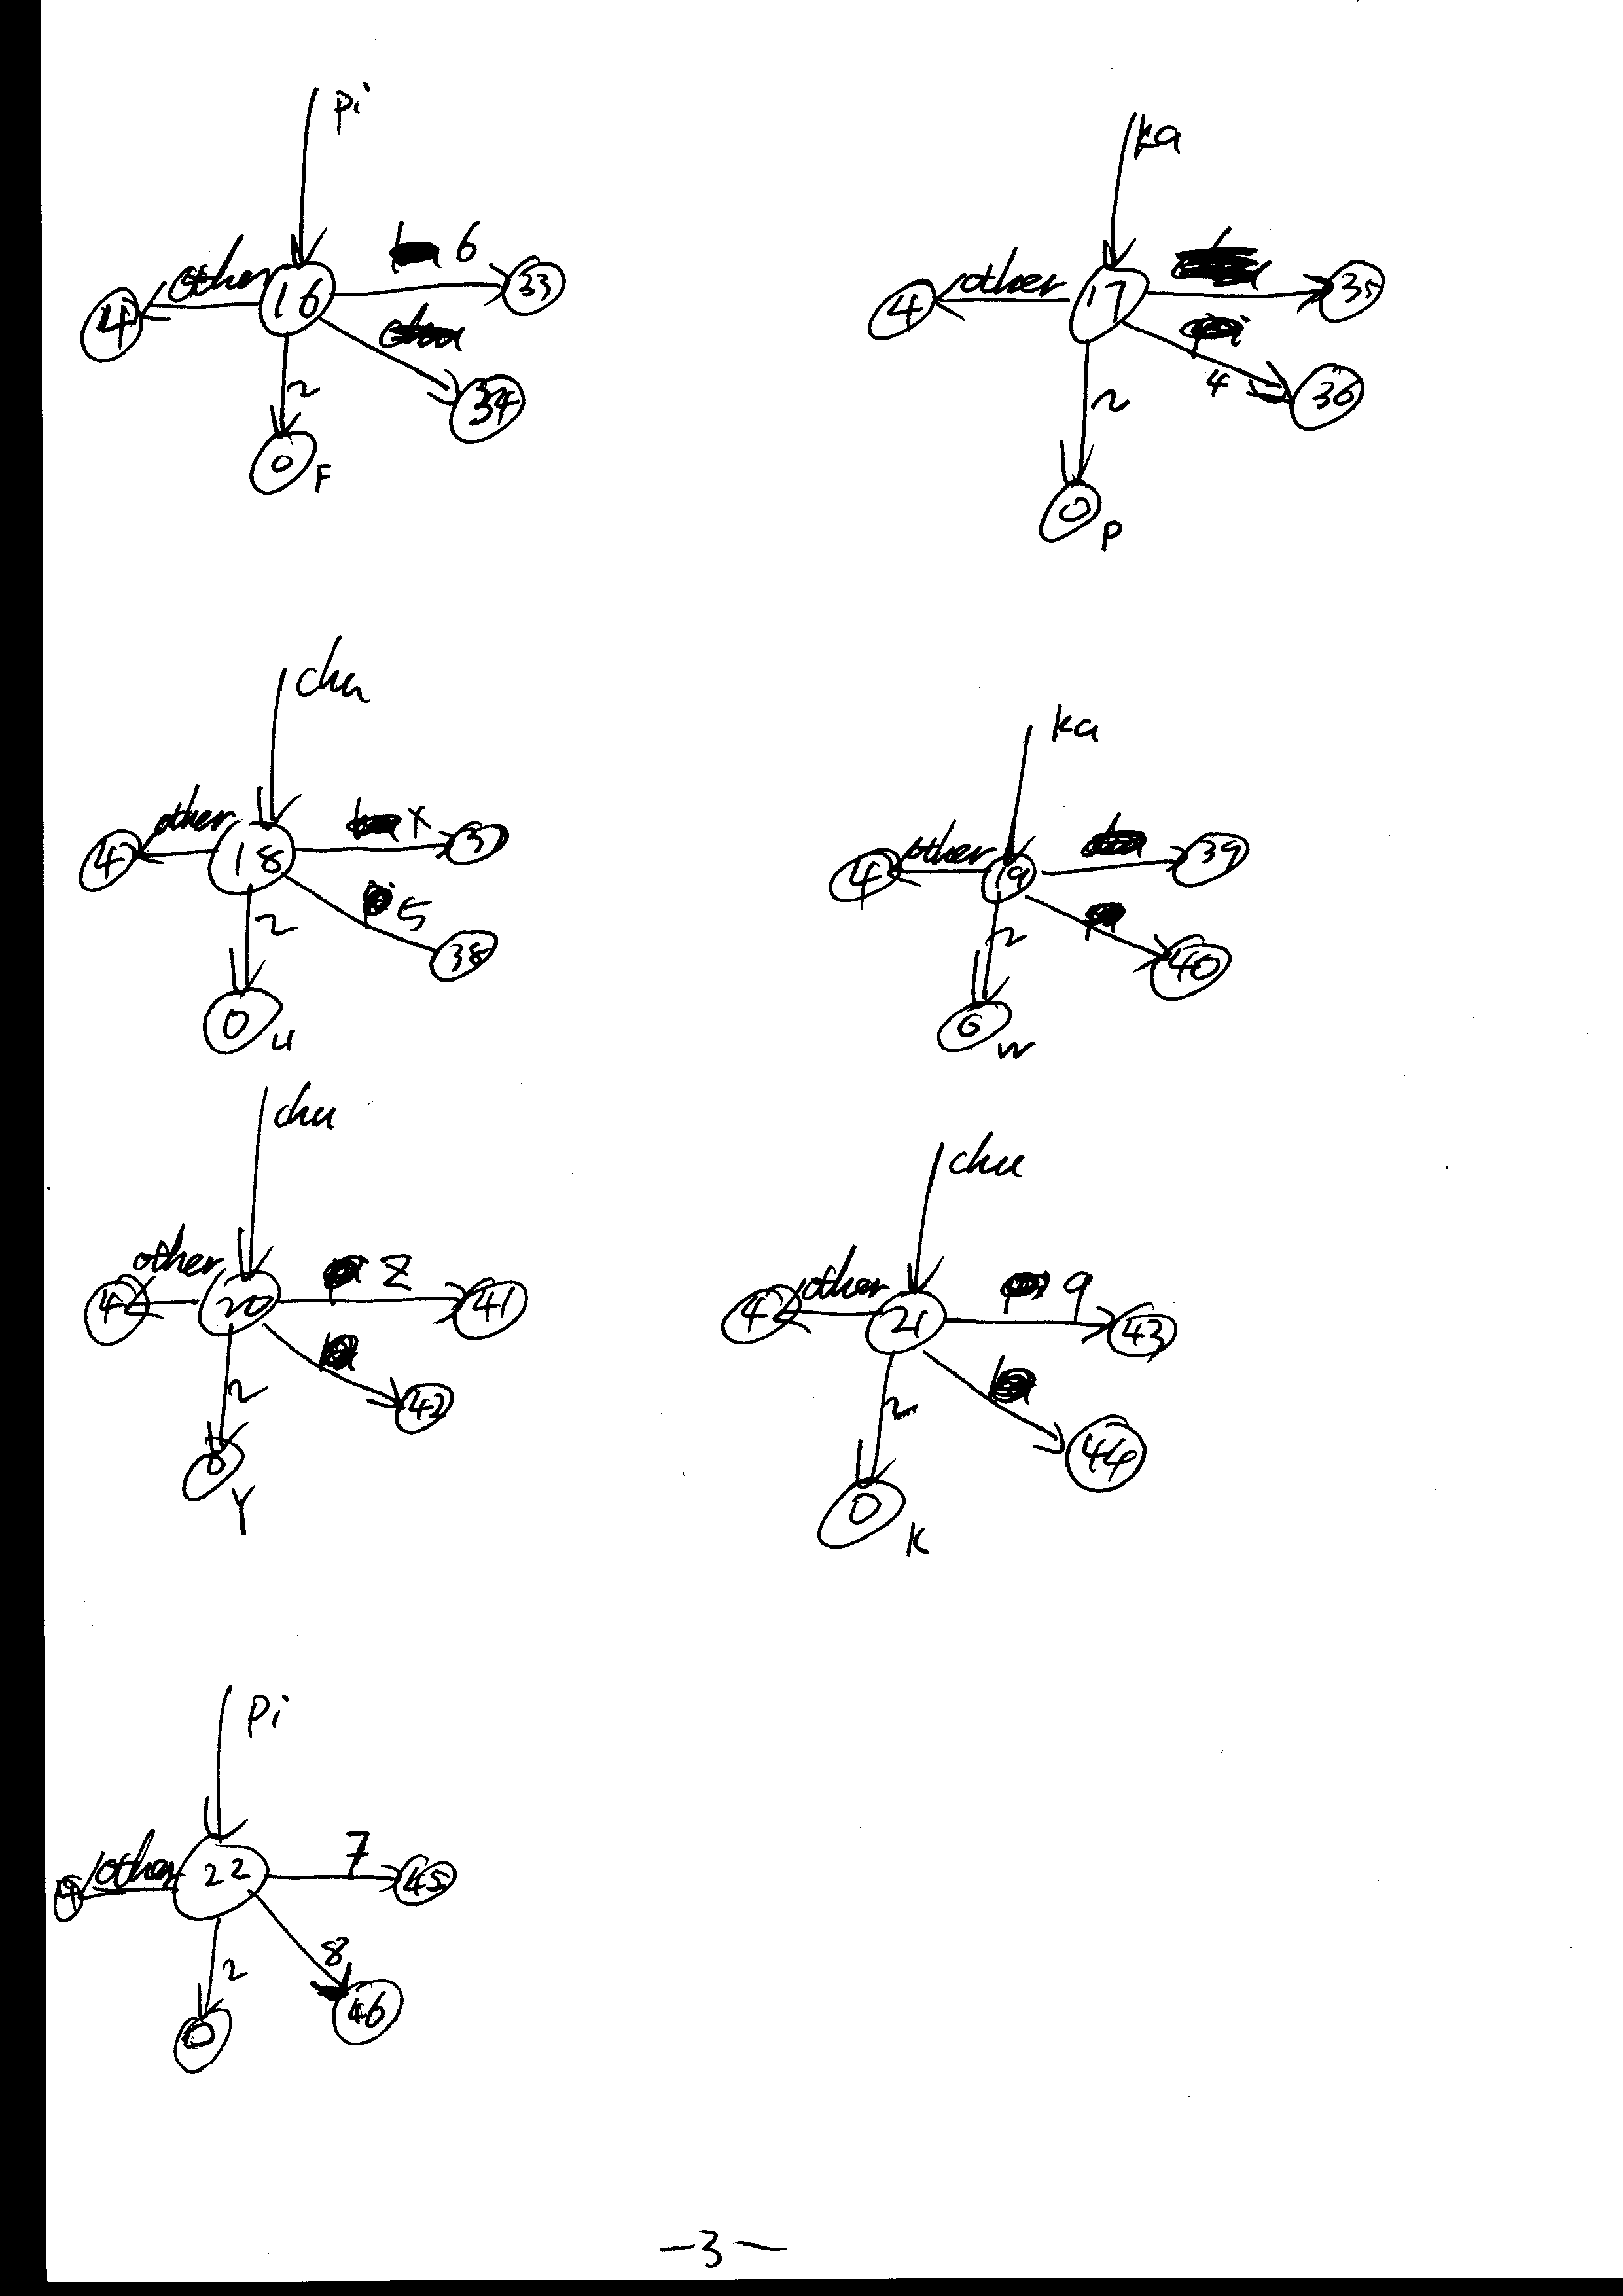 pi
other 16 6 33
4 34
2
0 F
ka
other 17 35
4 4 36
2
0 P
chu
other 18 X 37
4 5 38
2
0 U
ka
other 19 39
4 40
2
0 W
chu
other 20 Z 41
4 42
2
0 Y
chu
other 21 9 43
4 44
2
0 K
pi
other 22 7 45
4 8 46
2
0
-3-